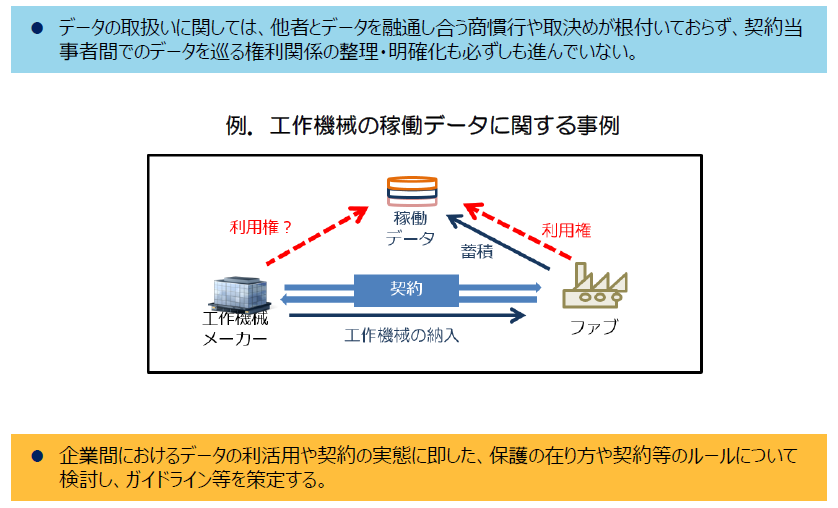 ● データの取扱いに関しては、他者とデータを融通し合う商慣行や取決めが根付いておらず、契約当
事者間でのデータを巡る権利関係の整理・明確化も必ずしも進んでいない。
例．工作機械の稼働データに関する事例
利用権？
稼働
データ
利用権
蓄積
契約
工作機械
メーカー
工作機械の納入
ファブ
● 企業間におけるデータの利活用や契約の実態に即した、保護の在り方や契約等のルールについて
検討し、ガイドライン等を策定する。